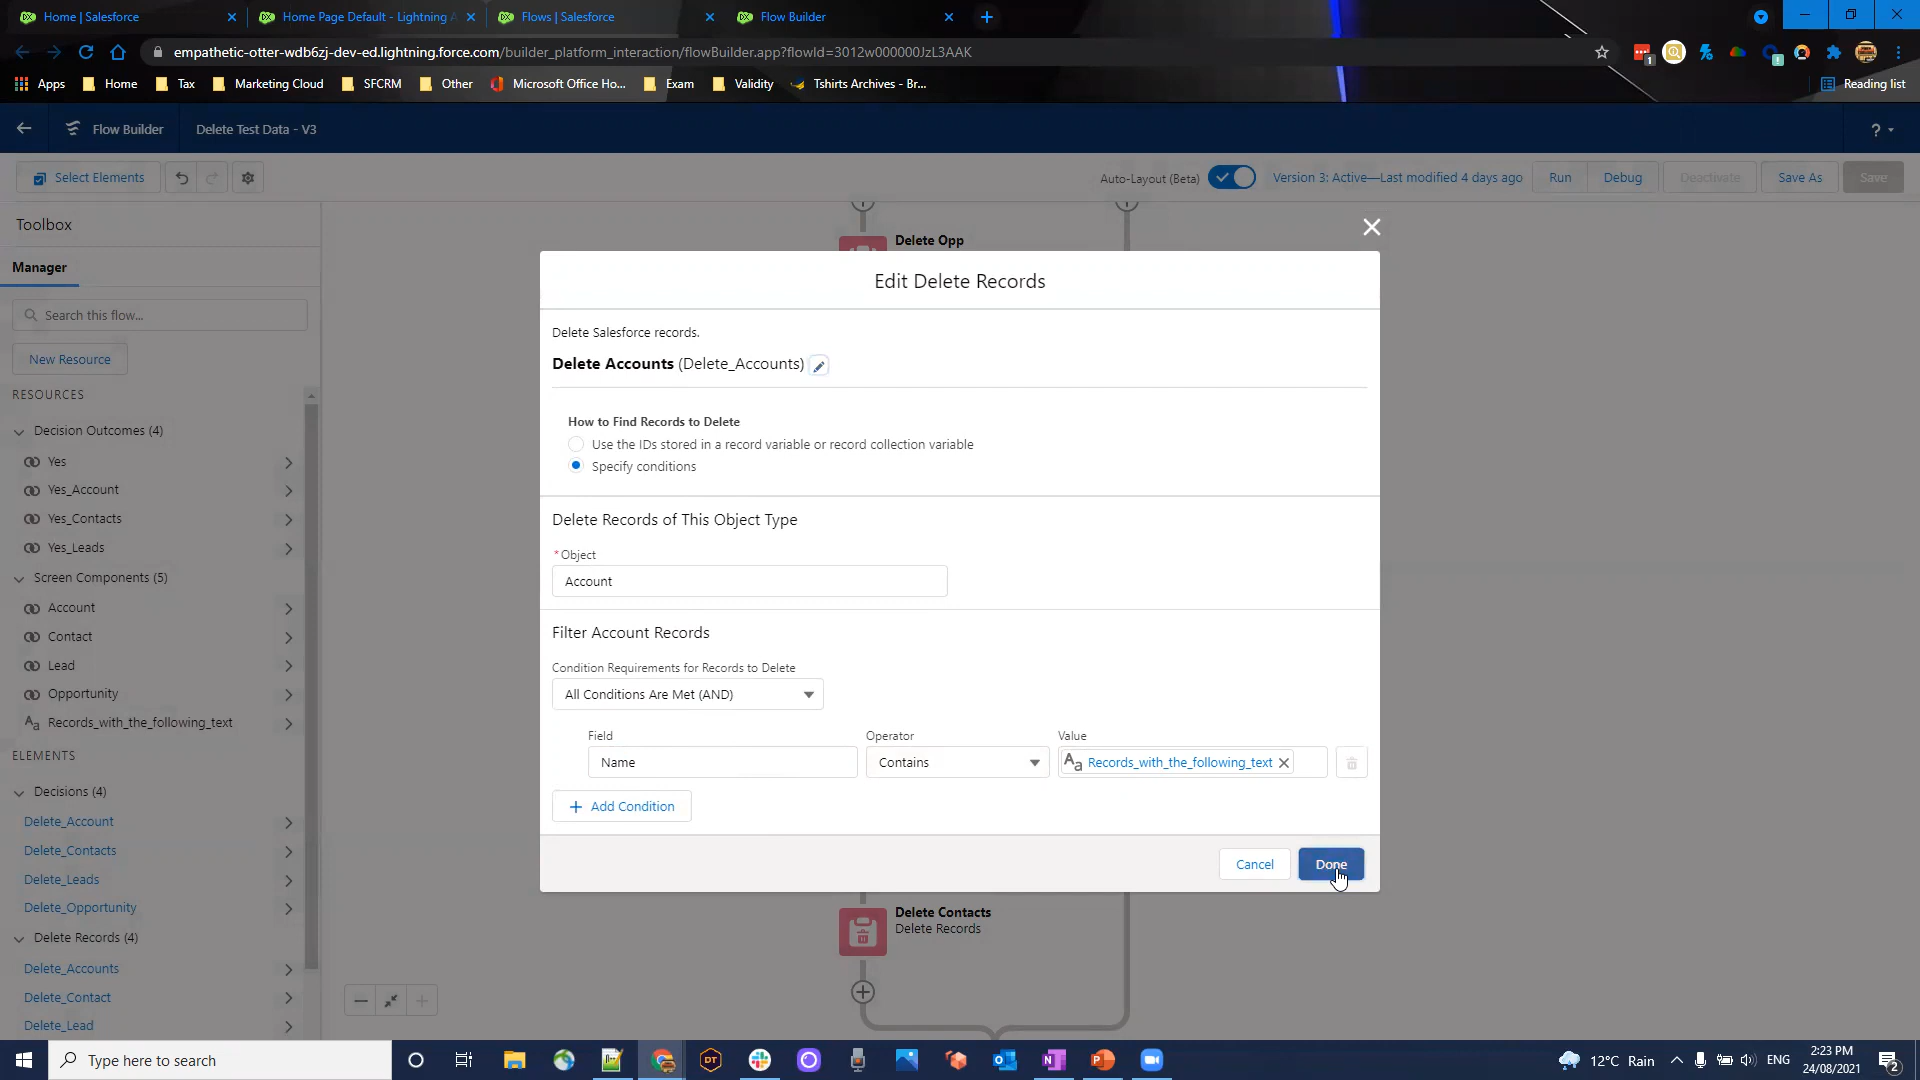 Home | Salesforce
Home Page Default - Lightning A
Flows | Salesforce
Flow Builder
empathetic-otter-wdb6zj-dev-ed.lightning.force.com/builder_platform_interaction/flowBuilder.app?flowId=3012w000000JzL3AAK
Apps
Home
Tax
Marketing Cloud
SFCRM
Other
Microsoft Office Ho...
Exam
Validity
Tshirts Archives - Br...
Reading list
Flow Builder
Delete Test Data - V3
?
Select Elements
Auto-Layout (Beta)
Version 3: Active—Last modified 4 days ago
Run
Debug
Deactivate
Save As
Save
Toolbox
Manager
Search this flow...
New Resource
RESOURCES
Decision Outcomes (4)
Yes
Yes_Account
Yes_Contacts
Yes_Leads
Screen Components (5)
Account
Contact
Lead
Opportunity
Records_with_the_following_text
ELEMENTS
Decisions (4)
Delete_Account
Delete_Contacts
Delete_Leads
Delete_Opportunity
Delete Records (4)
Delete_Accounts
Delete_Contact
Delete_Lead
Delete Opp
Edit Delete Records
Delete Salesforce records.
Delete Accounts (Delete_Accounts)
How to Find Records to Delete
Use the IDs stored in a record variable or record collection variable
Specify conditions
Delete Records of This Object Type
*Object
Account
Filter Account Records
Condition Requirements for Records to Delete
All Conditions Are Met (AND)
Field
Operator
Value
Name
Contains
Records_with_the_following_text
Add Condition
Cancel
Done
Delete Contacts
Delete Records
Type here to search
DT
12°C Rain
ENG
2:23 PM
24/08/2021
2